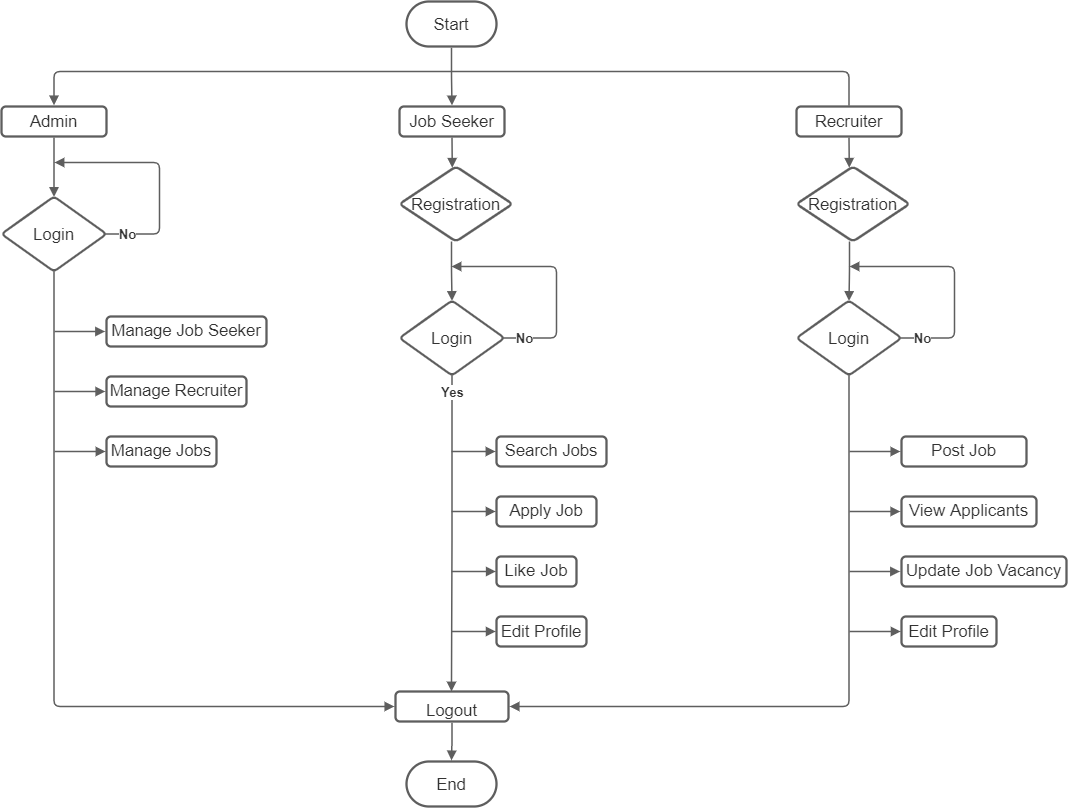 Start
Admin
Job Seeker
Recruiter
Registration
Registration
Login
No
Manage Job Seeker
Login
No
Login
No
Manage Recruiter
Yes
Manage Jobs
Search Jobs
Post Job
Apply Job
View Applicants
Like Job
Update Job Vacancy
Edit Profile
Edit Profile
Logout
End